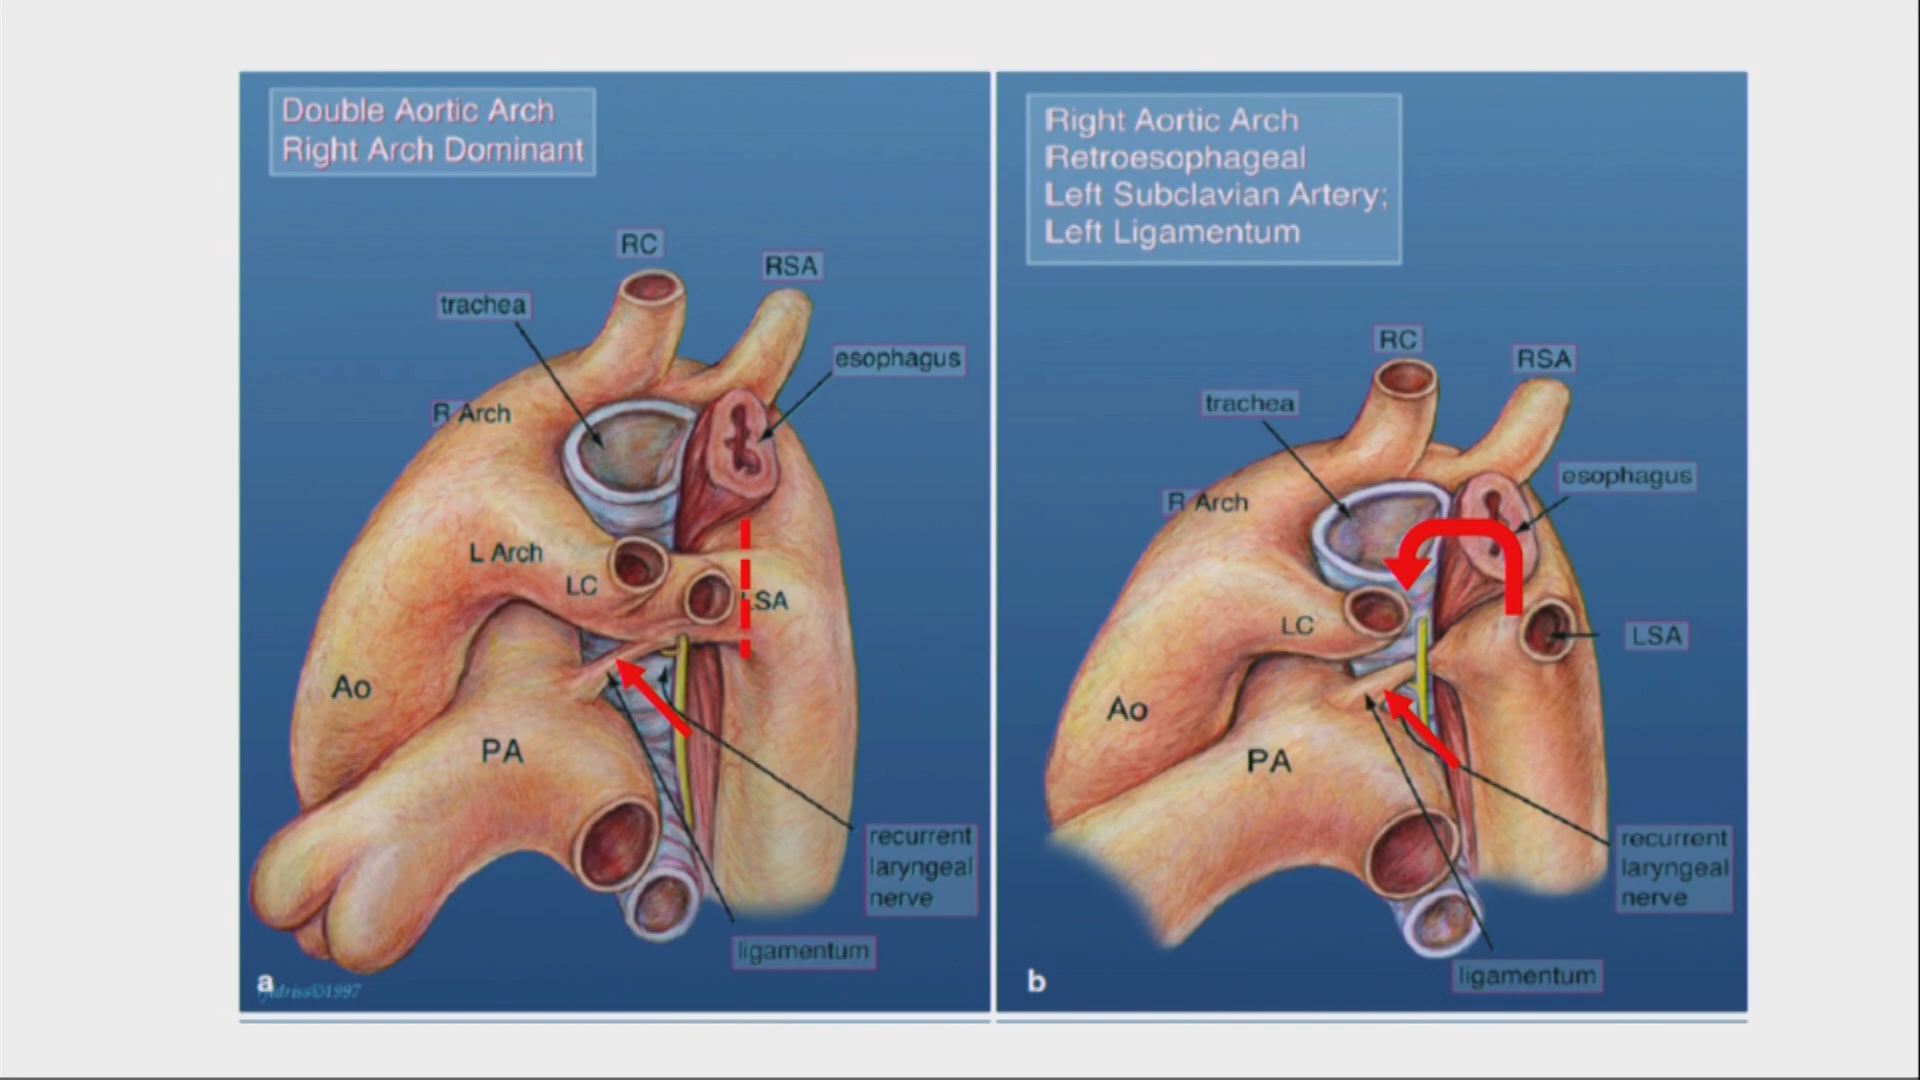 Double Aortic Arch
Right Arch Dominant
RC
RSA
trachea
esophagus
R Arch
L Arch
LC
LSA
Ao
PA
recurrent
laryngeal
nerve
ligamentum
a
©1997
Right Aortic Arch
Retroesophageal
Left Subclavian Artery;
Left Ligamentum
RC
RSA
trachea
esophagus
R Arch
LC
LSA
Ao
PA
recurrent
laryngeal
nerve
ligamentum
b